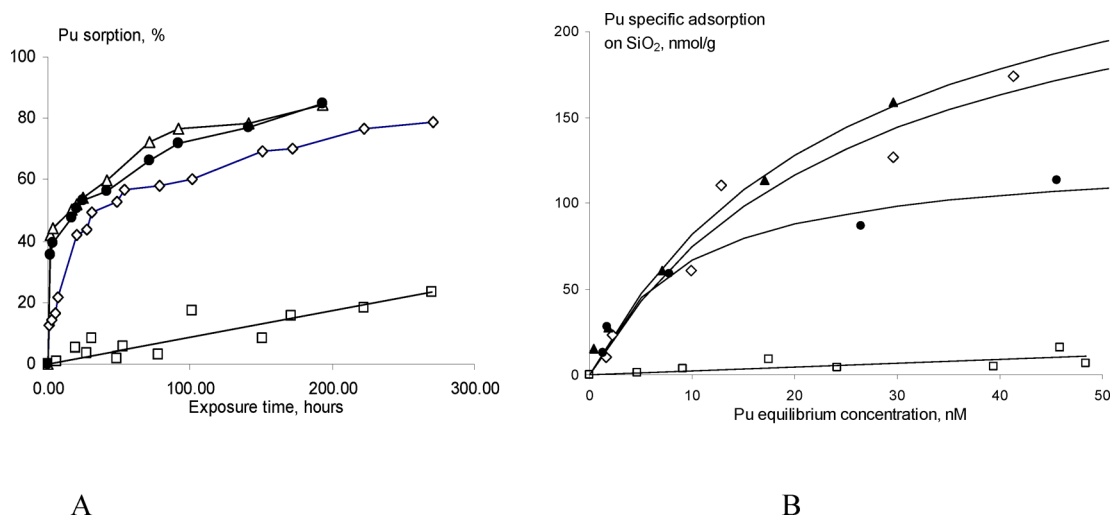 Pu sorption, %
100
80
60
40
20
0
0.00 100.00 200.00 300.00
Exposure time, hours
A
Pu specific adsorption
on SiO₂, nmol/g
200
150
100
50
0
0 10 20 30 40 50
Pu equilibrium concentration, nM
B